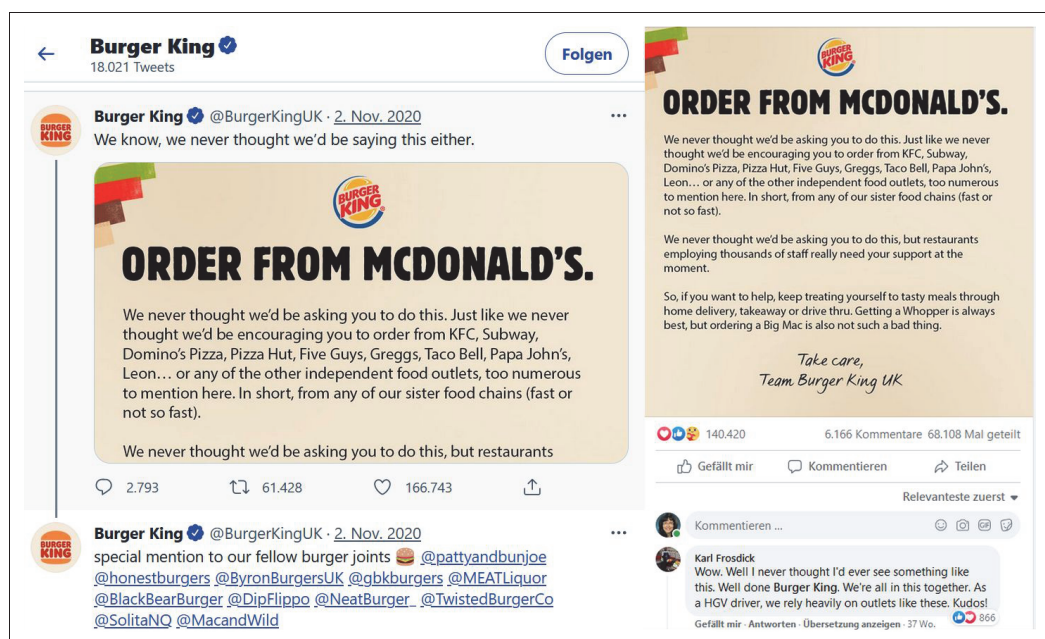 Burger King
18.021 Tweets
Folgen
BURGER
KING
Burger King @BurgerKingUK · 2. Nov. 2020
We know, we never thought we'd be saying this either.
BURGER
KING
ORDER FROM MCDONALD'S.
We never thought we'd be asking you to do this. Just like we never
thought we'd be encouraging you to order from KFC, Subway,
Domino's Pizza, Pizza Hut, Five Guys, Greggs, Taco Bell, Papa John's,
Leon... or any of the other independent food outlets, too numerous
to mention here. In short, from any of our sister food chains (fast or
not so fast).
We never thought we'd be asking you to do this, but restaurants
2.793 61.428 166.743
BURGER
KING
Burger King @BurgerKingUK · 2. Nov. 2020
special mention to our fellow burger joints 🍔 @pattyandbunjoe
@honestburgers @ByronBurgersUK @gbkburgers @MEATLiquor
@BlackBearBurger @DipFlippo @NeatBurger_ @TwistedBurgerCo
@SolitaNQ @MacandWild
BURGER
KING
ORDER FROM MCDONALD'S.
We never thought we'd be asking you to do this. Just like we never
thought we'd be encouraging you to order from KFC, Subway,
Domino's Pizza, Pizza Hut, Five Guys, Greggs, Taco Bell, Papa John's,
Leon... or any of the other independent food outlets, too numerous
to mention here. In short, from any of our sister food chains (fast or
not so fast).
We never thought we'd be asking you to do this, but restaurants
employing thousands of staff really need your support at the
moment.
So, if you want to help, keep treating yourself to tasty meals through
home delivery, takeaway or drive thru. Getting a Whopper is always
best, but ordering a Big Mac is also not such a bad thing.
Take care,
Team Burger King UK
140.420 6.166 Kommentare 68.108 Mal geteilt
Gefällt mir Kommentieren Teilen
Relevanteste zuerst
Kommentieren ... GIF
Karl Frosdick
Wow. Well I never thought I'd ever see something like
this. Well done Burger King. We're all in this together. As
a HGV driver, we rely heavily on outlets like these. Kudos!
866
Gefällt mir · Antworten · Übersetzung anzeigen · 37 Wo.